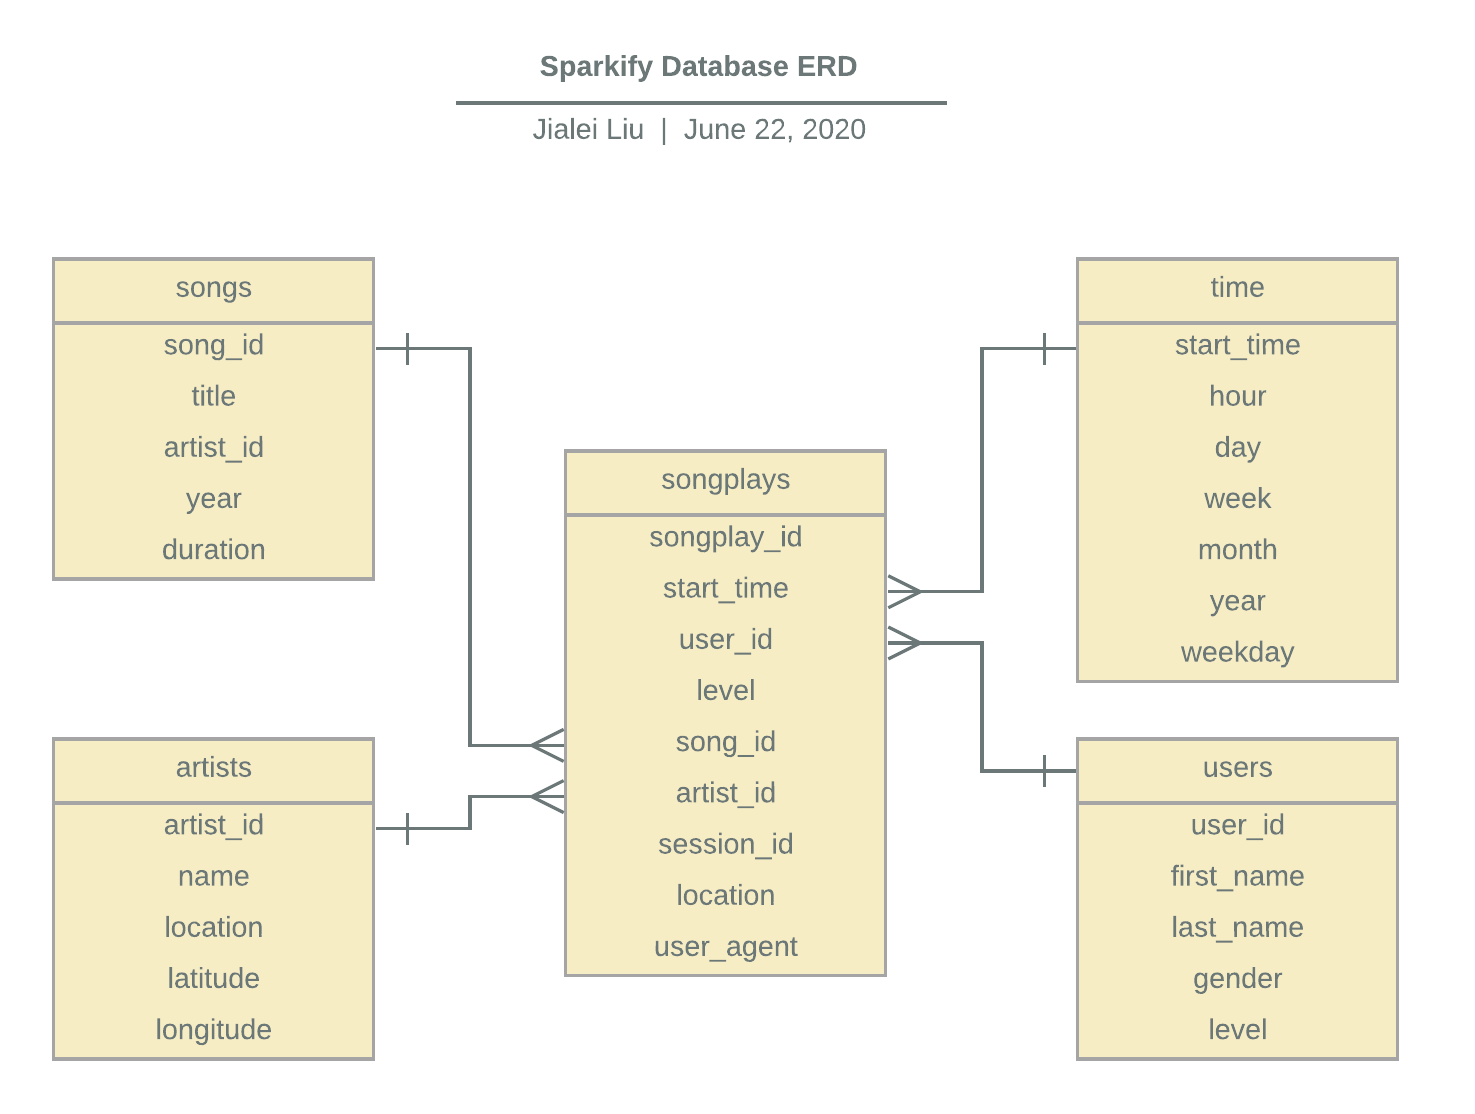 Sparkify Database ERD
Jialei Liu | June 22, 2020
songs
song_id
title
artist_id
year
duration
artists
artist_id
name
location
latitude
longitude
songplays
songplay_id
start_time
user_id
level
song_id
artist_id
session_id
location
user_agent
time
start_time
hour
day
week
month
year
weekday
users
user_id
first_name
last_name
gender
level